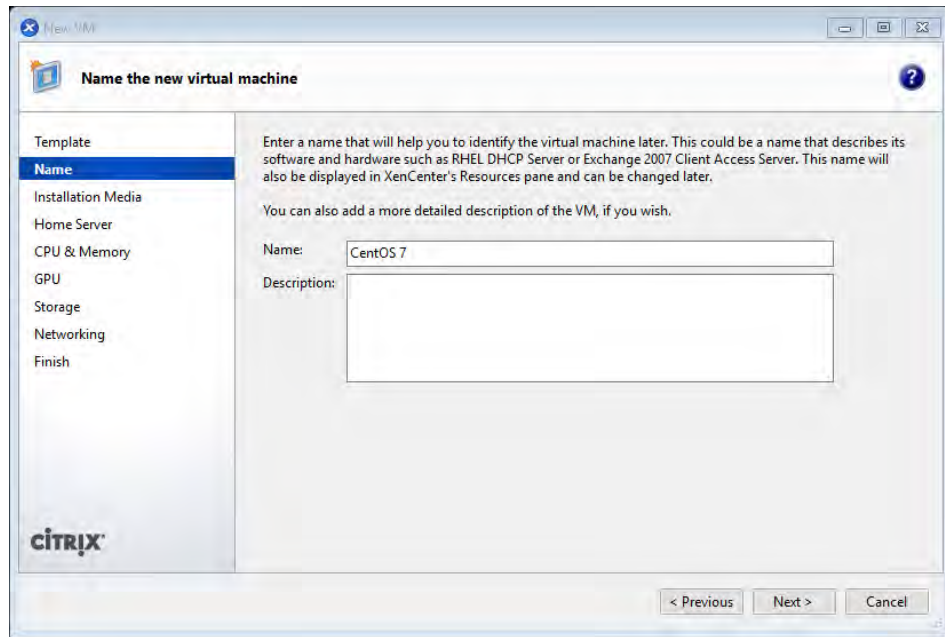 New VM
Name the new virtual machine
?
Template
Name
Installation Media
Home Server
CPU & Memory
GPU
Storage
Networking
Finish
CITRIX
Enter a name that will help you to identify the virtual machine later. This could be a name that describes its
software and hardware such as RHEL DHCP Server or Exchange 2007 Client Access Server. This name will
also be displayed in XenCenter's Resources pane and can be changed later.
You can also add a more detailed description of the VM, if you wish.
Name: CentOS 7
Description:
< Previous Next > Cancel